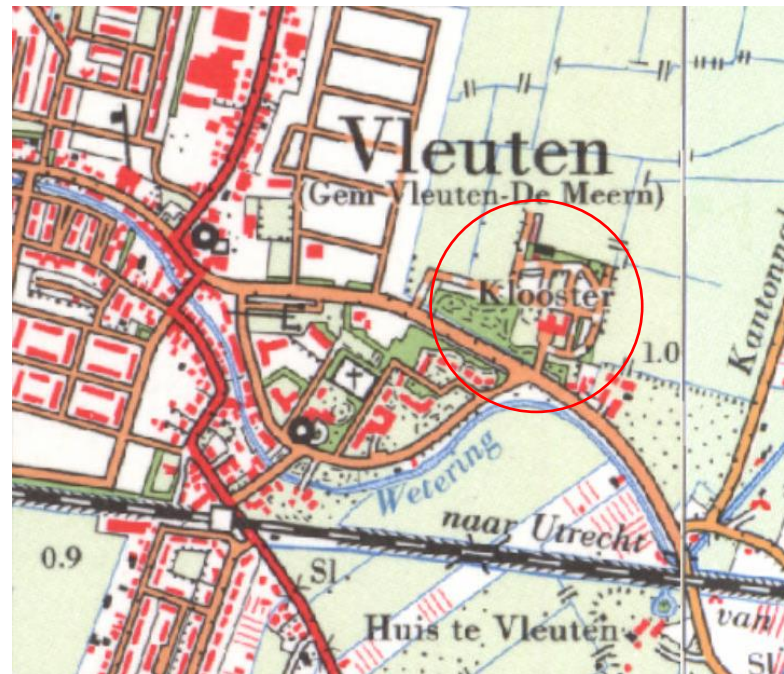 Vleuten
(Gem Vleuten-De Meern)
Klooster
1.0
Wetering
naar Utrecht
0.9
Sl
Huis te Vleuten
van
Sl